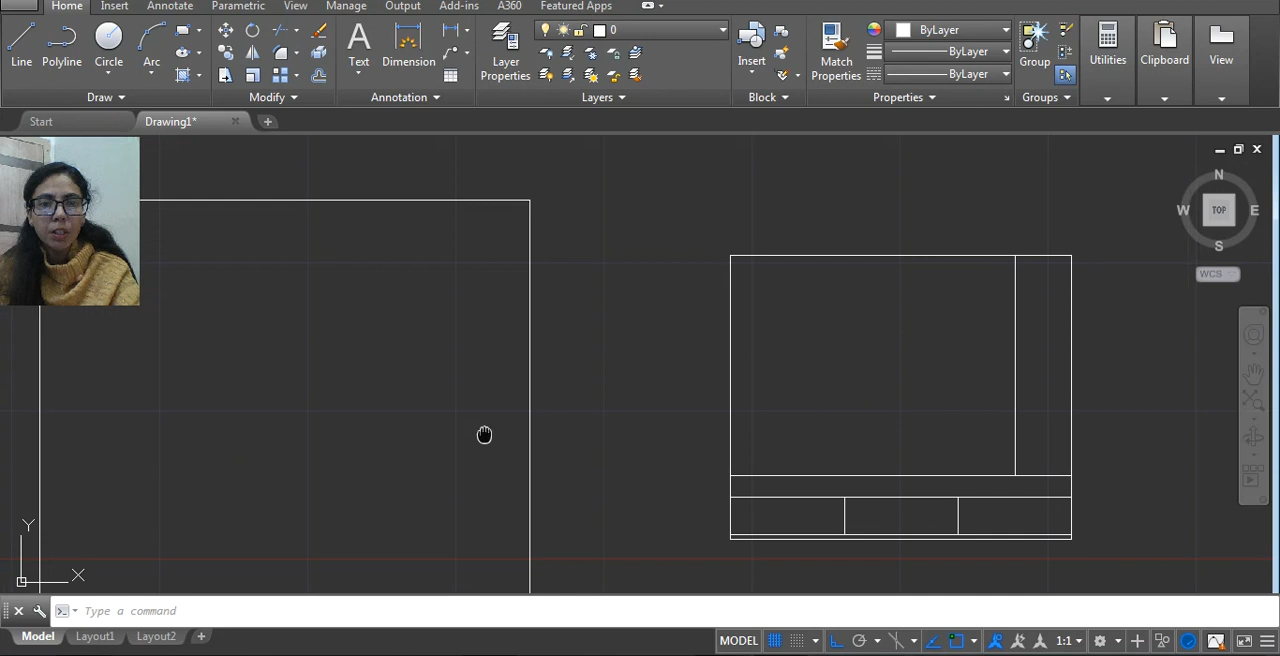 Home Insert Annotate Parametric View Manage Output Add-ins A360 Featured Apps
Line Polyline Circle Arc Text Dimension Layer Properties 0 Insert Match Properties ByLayer ByLayer ByLayer Group Utilities Clipboard View
Draw Modify Annotation Layers Block Properties Groups
Start Drawing1* 
N
W TOP E
S
WCS
Y
X
Type a command
Model Layout1 Layout2 MODEL 1:1